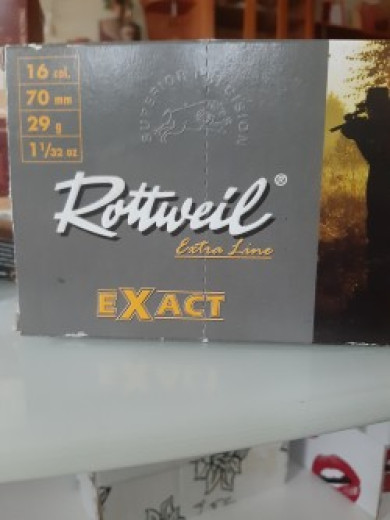 16 cal.
70 mm
29 g
1 1/32 oz
SUPERIOR PRECISION
Rottweil®
Extra Line
EXACT